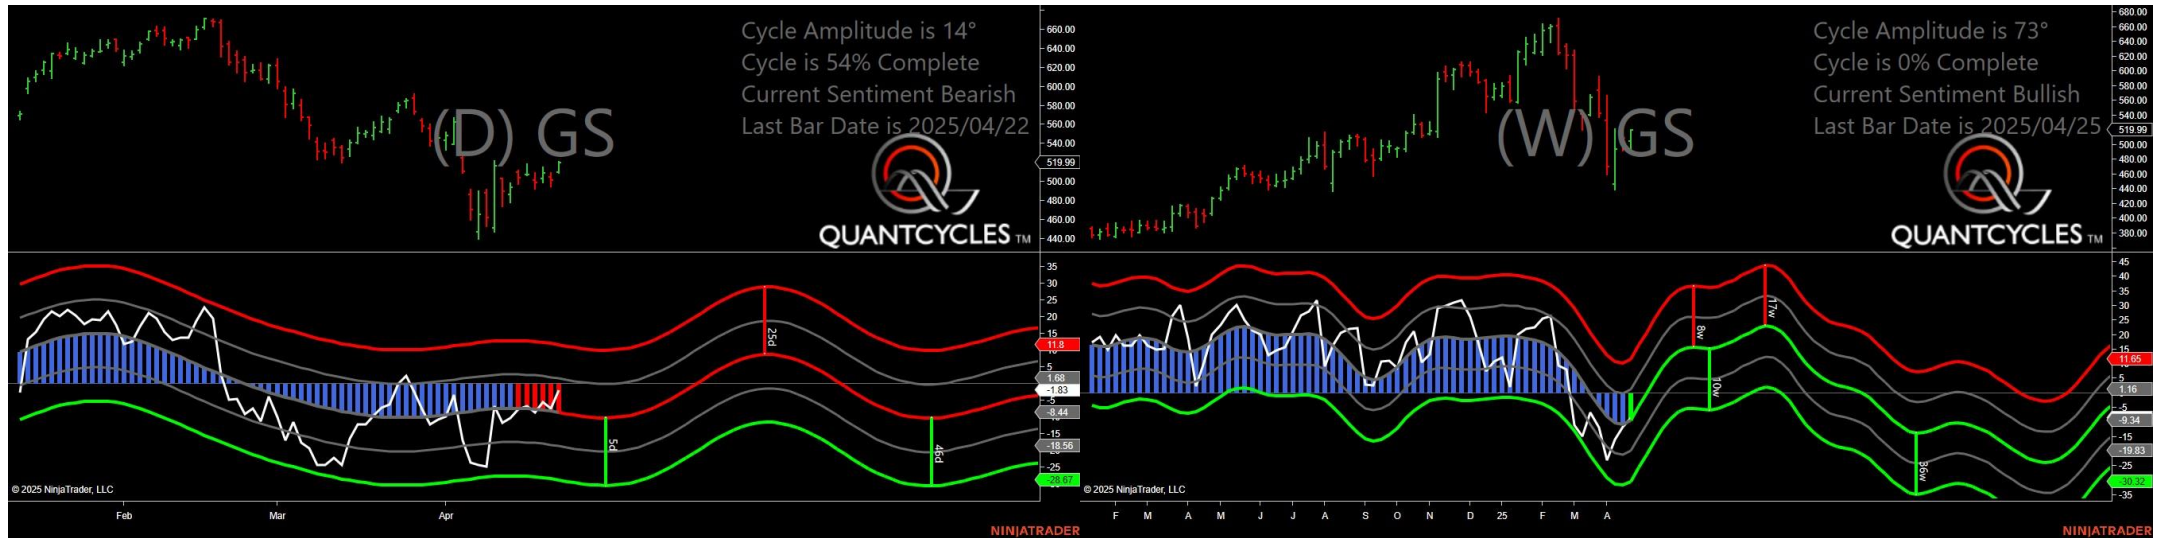 Cycle Amplitude is 14°
Cycle is 54% Complete
Current Sentiment Bearish
Last Bar Date is 2025/04/22
(D) GS
QUANTCYCLES TM
660.00
640.00
620.00
600.00
580.00
560.00
540.00
519.99
500.00
480.00
460.00
440.00
35
30
25
20
15
11.8
5
1.68
-1.83
-5
-8.44
-15
-18.56
-25
-28.67
5d
25d
46d
© 2025 NinjaTrader, LLC
Feb Mar Apr
NINJATRADER
Cycle Amplitude is 73°
Cycle is 0% Complete
Current Sentiment Bullish
Last Bar Date is 2025/04/25
(W) GS
QUANTCYCLES TM
680.00
660.00
640.00
620.00
600.00
580.00
560.00
540.00
519.99
500.00
480.00
460.00
440.00
420.00
400.00
380.00
45
40
35
30
25
20
15
11.65
5
1.16
-5
-9.34
-15
-19.83
-25
-30.32
-35
8w
10w
17w
36w
© 2025 NinjaTrader, LLC
F M A M J J A S O N D 25 F M A
NINJATRADER